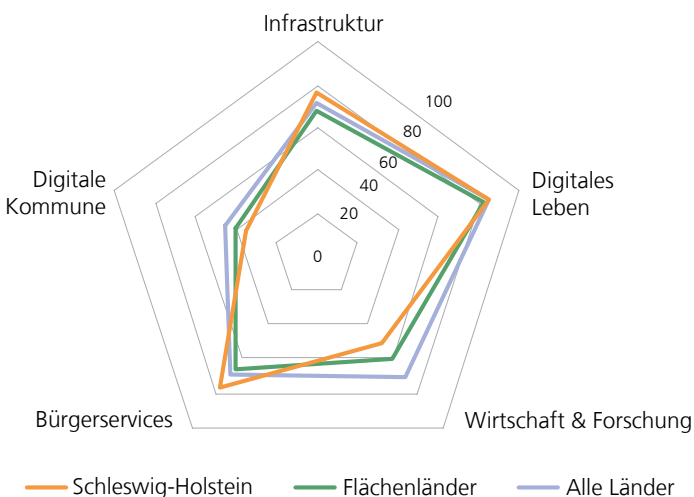 Infrastruktur
100
80
Digitale
Kommune
60
Digitales
Leben
40
20
0
Bürgerservices
Wirtschaft & Forschung
Schleswig-Holstein
Flächenländer
Alle Länder